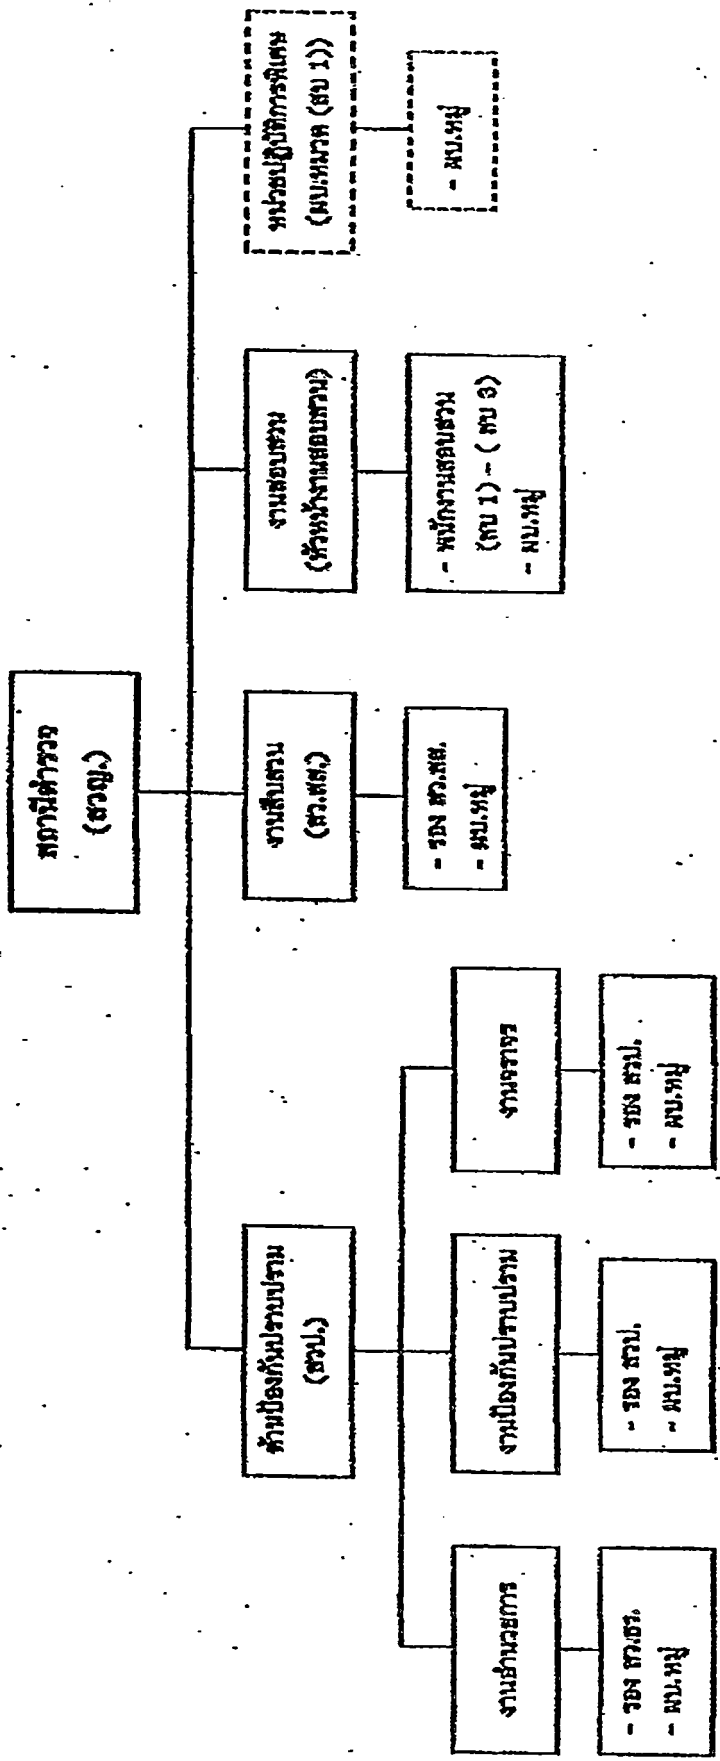 สถานีตำรวจ
(สวญ.)
ด้านป้องกันปราบปราม
(สวป.)
งานสืบสวน
(สว.สส.)
งานสอบสวน
(หัวหน้างานสอบสวน)
หน่วยปฏิบัติการพิเศษ
(ผบ.หมวด (สบ 1))
- รอง สว.สส.
- ผบ.หมู่
- พนักงานสอบสวน
(สบ 1) - ( สบ 3)
- ผบ.หมู่
- ผบ.หมู่
งานอำนวยการ
งานป้องกันปราบปราม
งานจราจร
- รอง สว.ธร.
- ผบ.หมู่
- รอง สวป.
- ผบ.หมู่
- รอง สวป.
- ผบ.หมู่